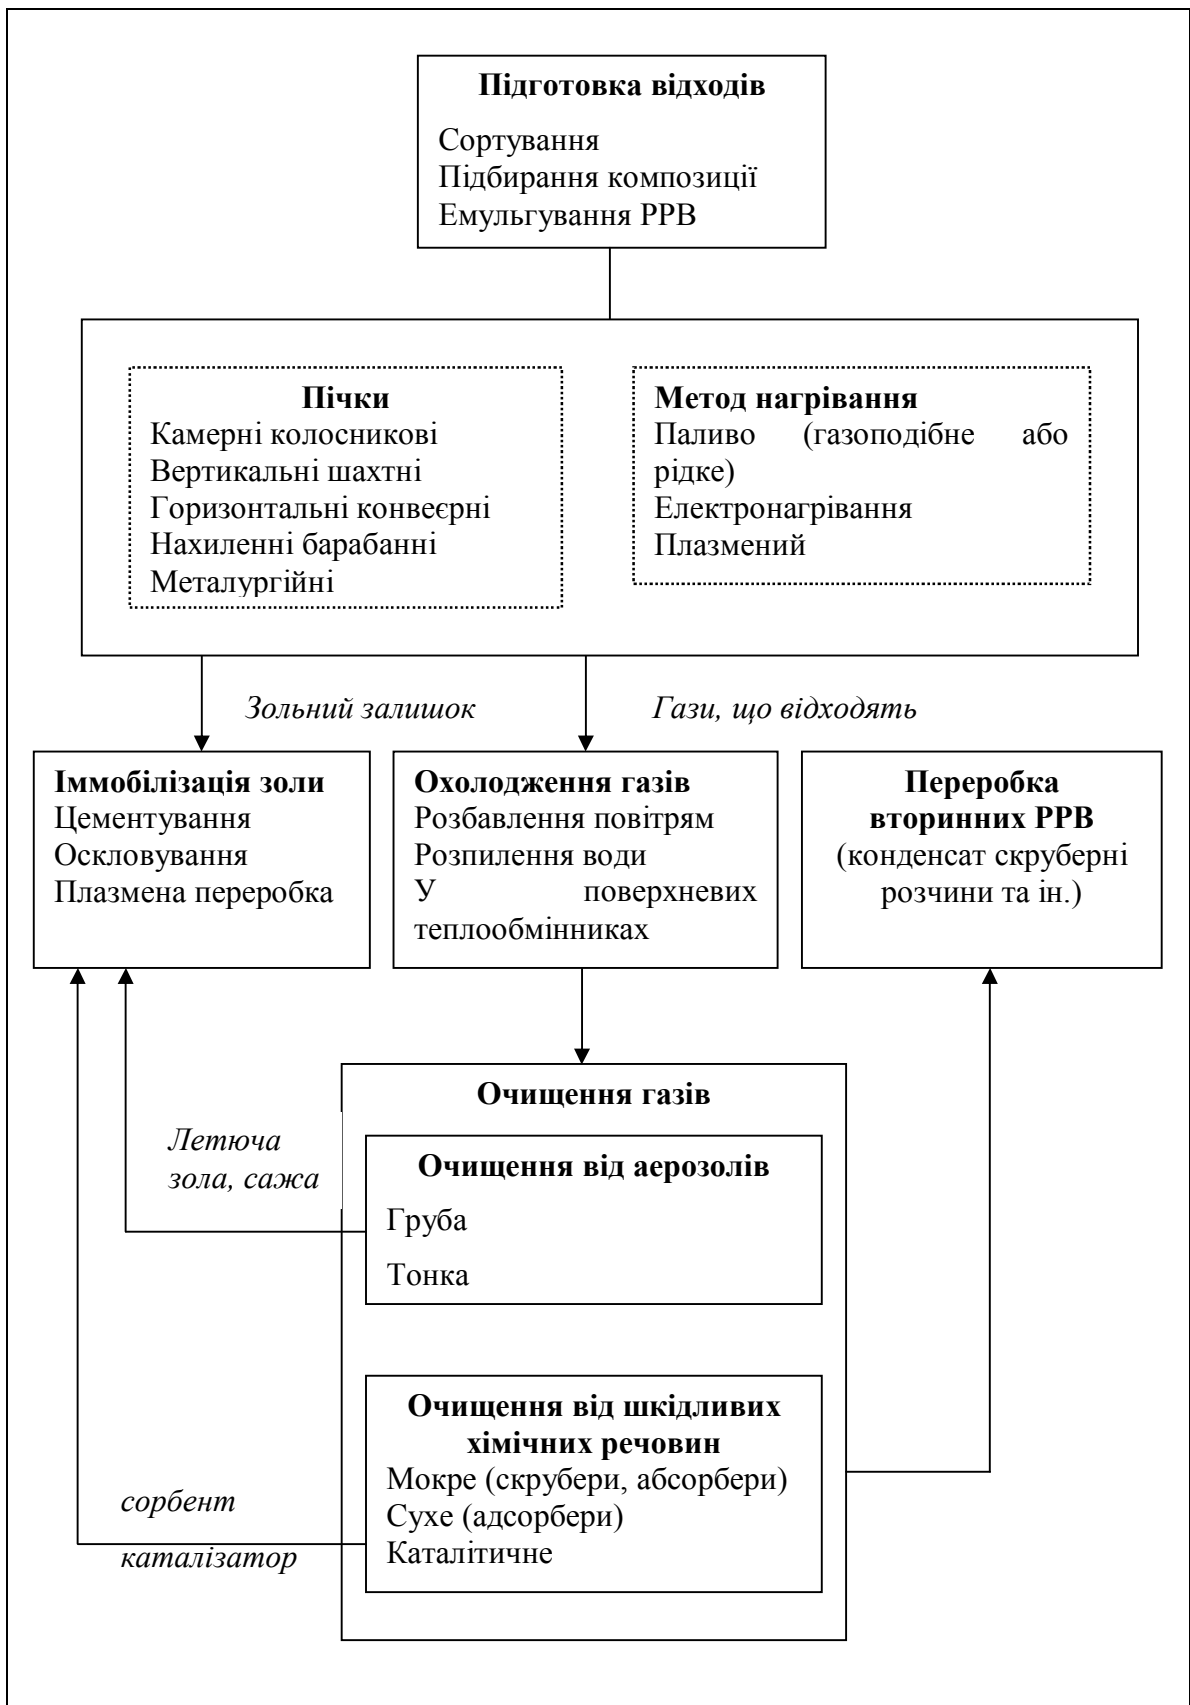 Підготовка відходів
Сортування
Підбирання композиції
Емульгування РРВ
Пічки
Камерні колосникові
Вертикальні шахтні
Горизонтальні конвеєрні
Нахиленні барабанні
Металургійні
Метод нагрівання
Паливо (газоподібне або
рідке)
Електронагрівання
Плазмений
Зольний залишок
Гази, що відходять
Іммобілізація золи
Цементування
Оскловування
Плазмена переробка
Охолодження газів
Розбавлення повітрям
Розпилення води
У поверхневих
теплообмінниках
Переробка
вторинних РРВ
(конденсат скруберні
розчини та ін.)
Очищення газів
Летюча
зола, сажа
Очищення від аерозолів
Груба
Тонка
Очищення від шкідливих
хімічних речовин
Мокре (скрубери, абсорбери)
Сухе (адсорбери)
Каталітичне
сорбент
каталізатор